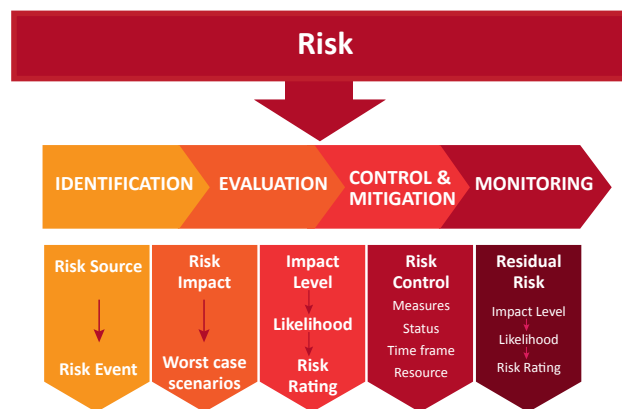 Risk
IDENTIFICATION
EVALUATION
CONTROL &
MITIGATION
MONITORING
Risk Source
Risk Event
Risk
Impact
Worst case
scenarios
Impact
Level
Likelihood
Risk
Rating
Risk
Control
Measures
Status
Time frame
Resource
Residual
Risk
Impact Level
Likelihood
Risk Rating